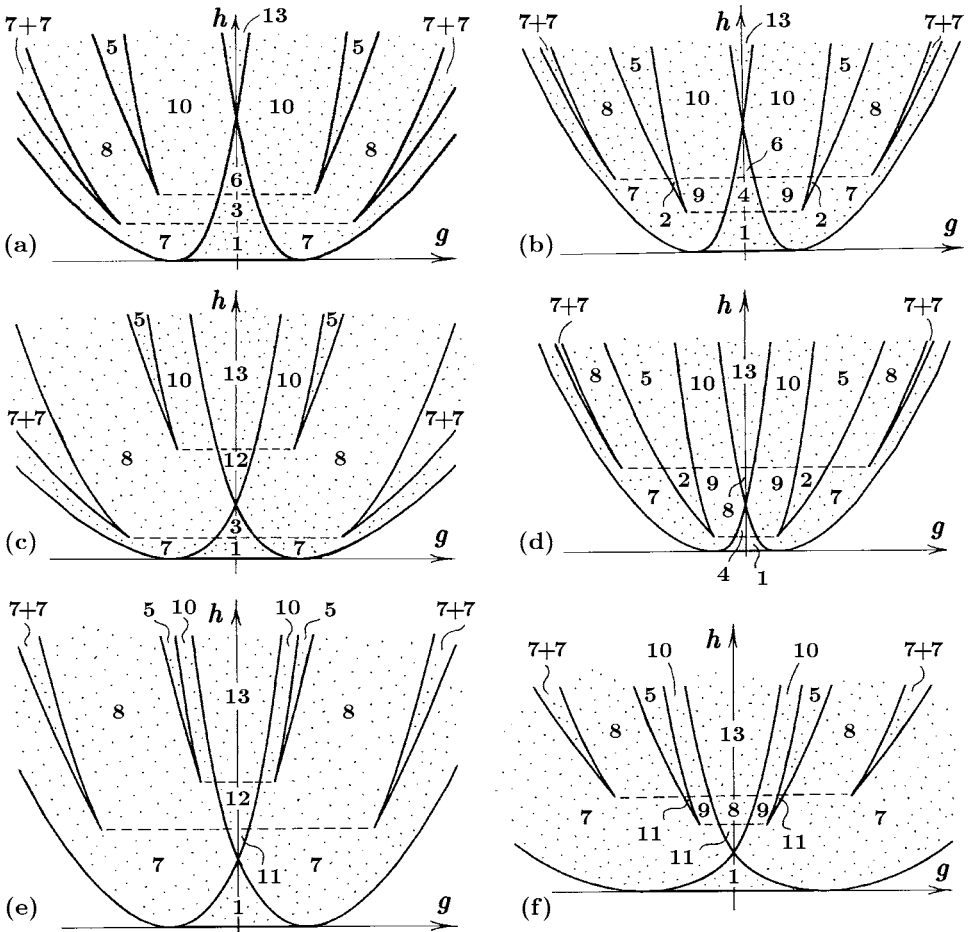 7+7 5 h 13 5 7+7
10 10
8 8
6
3
7 1 7
(a) g
7+7 h 13 7+7
5 5
8 10 10 8
6
7 9 4 9 7
2 2
1
(b) g
h
5 5
10 13 10
7+7 7+7
8 8
12
3
7 1 7
(c) g
h
7+7 7+7
8 5 10 13 10 5 8
7 2 9 9 2 7
8
(d) g
4 1
7+7 5 10 h 10 5 7+7
8 13 8
12
7 7
11
1
(e) g
h
7+7 10 10 7+7
5 5
8 13 8
7 9 8 9 7
11 11 11
1
(f) g